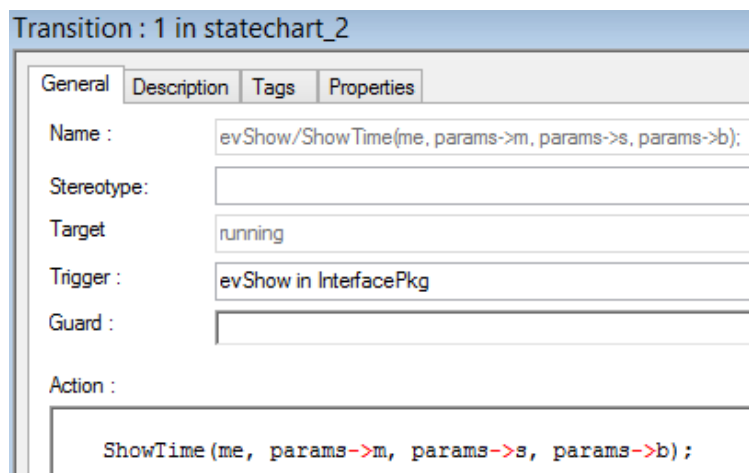 Transition : 1 in statechart_2
General Description Tags Properties
Name : evShow/ShowTime(me, params->m, params->s, params->b);
Stereotype:
Target running
Trigger : evShow in InterfacePkg
Guard :
Action :
ShowTime(me, params->m, params->s, params->b);